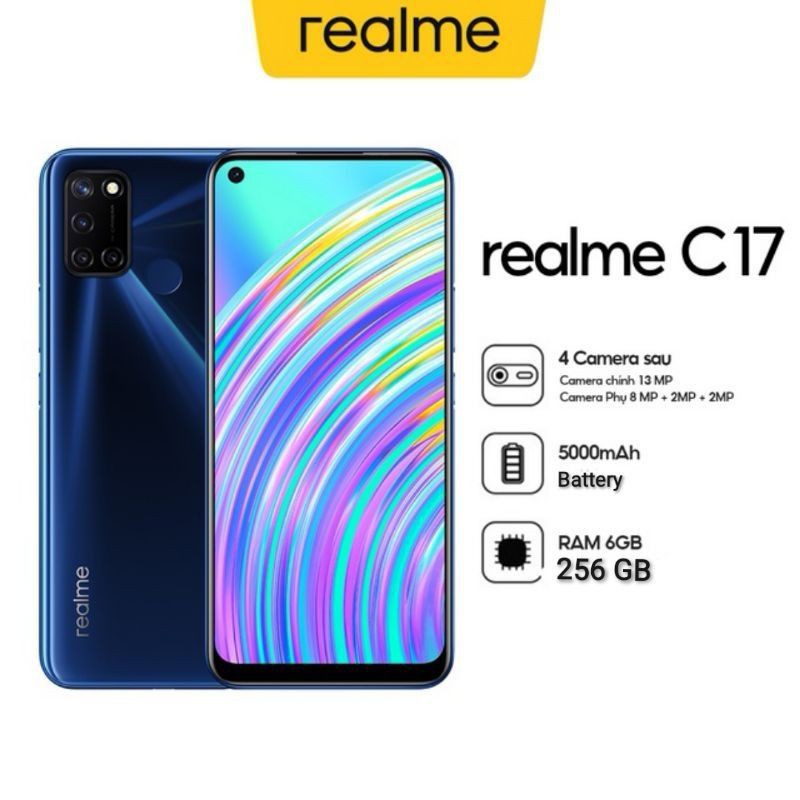 realme
realme C17
4 Camera sau
Camera chính 13 MP
Camera Phụ 8 MP + 2MP + 2MP
5000mAh
Battery
RAM 6GB
256 GB
realme